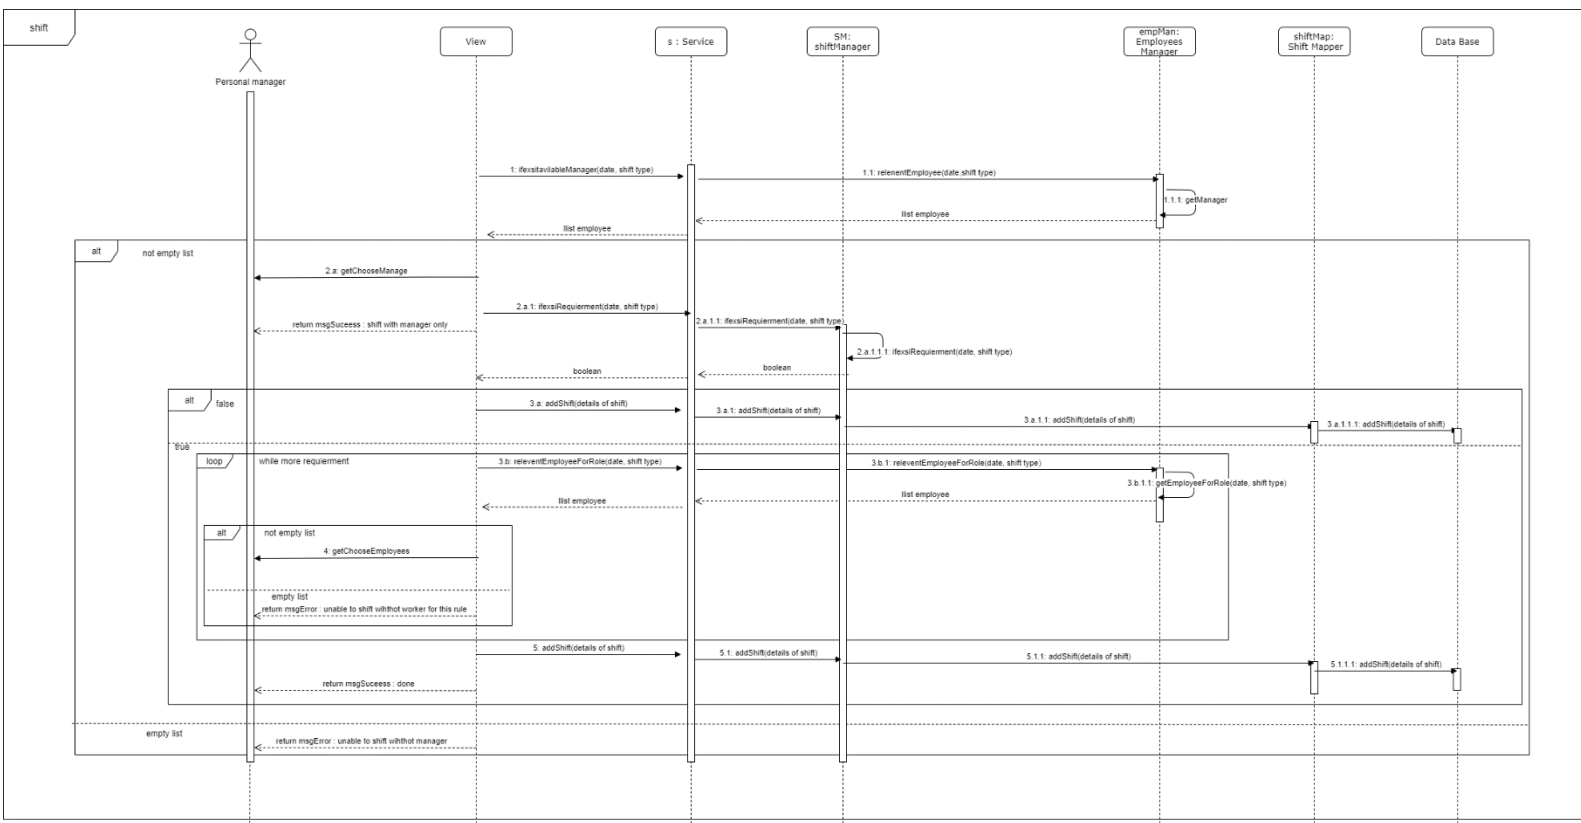 shift
Personal manager
View
s : Service
SM:
shiftManager
empMan:
Employees
Manager
shiftMap:
Shift Mapper
Data Base
1: ifexsitavilableManager(date, shift type)
1.1: relenentEmployee(date,shift type)
1.1.1: getManager
llist employee
llist employee
alt
not empty list
2.a: getChooseManage
2.a.1: ifexsiRequierment(date, shift type)
return msgSuceess : shift with manager only
2.a.1.1: ifexsiRequierment(date, shift type)
2.a.1.1.1: ifexsiRequierment(date, shift type)
boolean
boolean
alt
false
3.a: addShift(details of shift)
3.a.1: addShift(details of shift)
3.a.1.1: addShift(details of shift)
3.a.1.1.1: addShift(details of shift)
true
loop
while more requierment
3.b: releventEmployeeForRole(date, shift type)
3.b.1: releventEmployeeForRole(date, shift type)
3.b.1.1: getEmployeeForRole(date, shift type)
llist employee
llist employee
alt
not empty list
4: getChooseEmployees
empty list
return msgError : unable to shift wihthot worker for this rule
5: addShift(details of shift)
5.1: addShift(details of shift)
5.1.1: addShift(details of shift)
5.1.1.1: addShift(details of shift)
return msgSuceess : done
empty list
return msgError : unable to shift wihthot manager